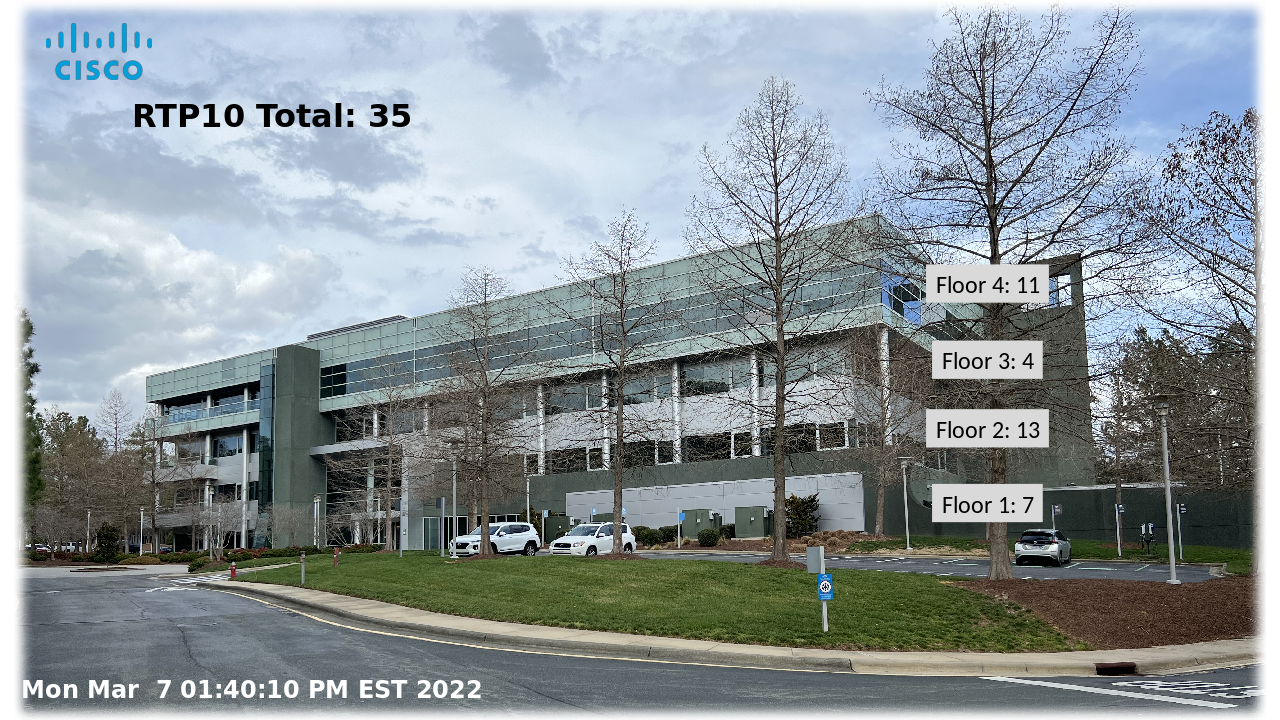 CISCO
RTP10 Total: 35
Floor 4: 11
Floor 3: 4
Floor 2: 13
Floor 1: 7
Mon Mar  7 01:40:10 PM EST 2022